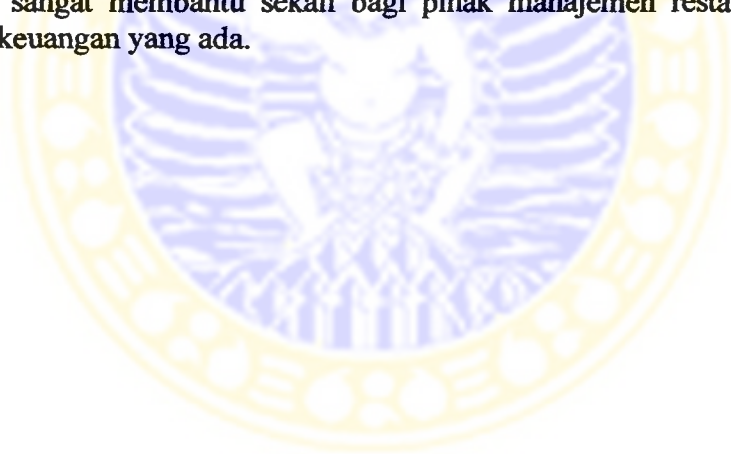 sangat membantu sekali bagi pihak manajemen resta
keuangan yang ada.